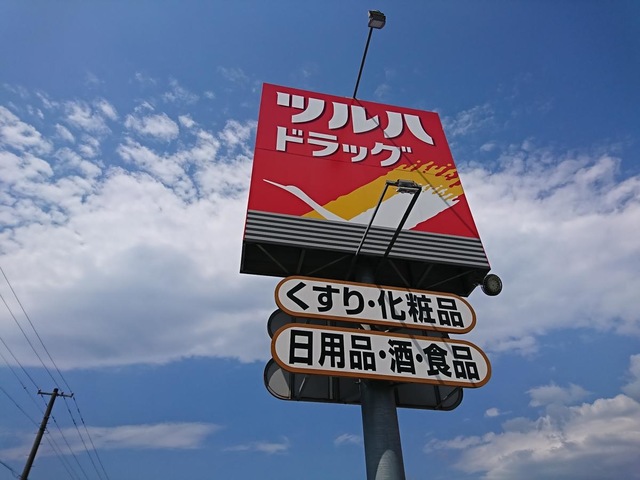 ツルハ
ドラッグ
くすり・化粧品
日用品・酒・食品